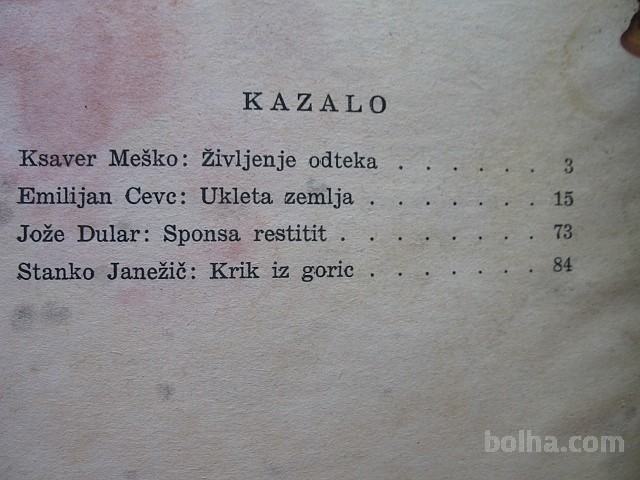 KAZALO
Ksaver Meško: Življenje odteka . . . . . . 3
Emilijan Cevc: Ukleta zemlja . . . . . . . 15
Jože Dular: Sponsa restitit . . . . . . . . 73
Stanko Janežič: Krik iz goric . . . . . . . 84
bolha.com